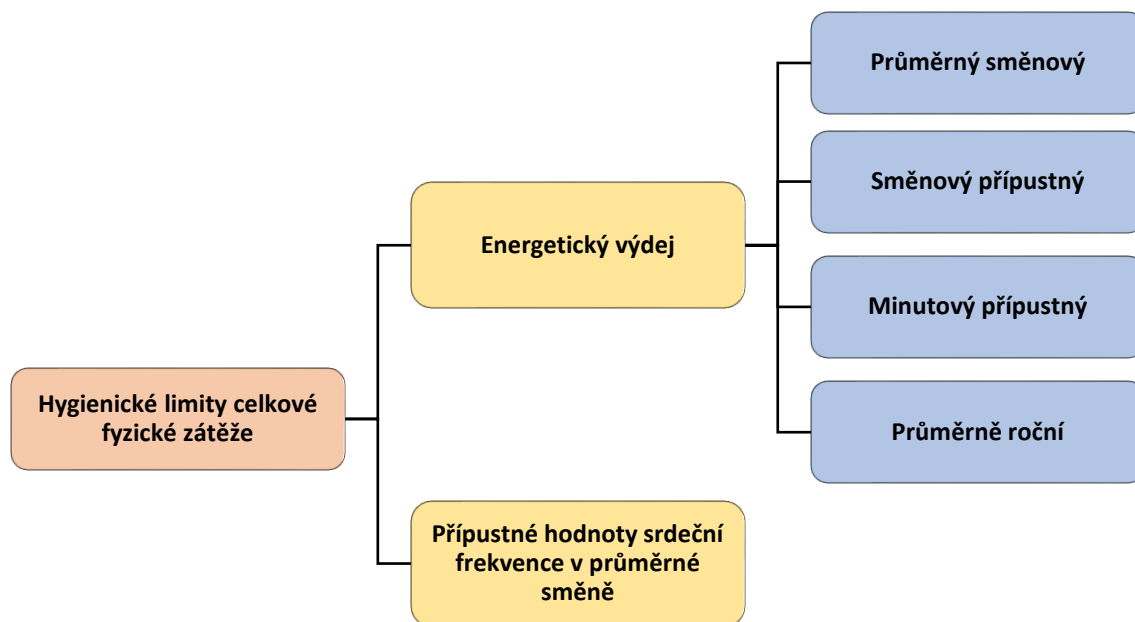 Hygienické limity celkové
fyzické zátěže
Energetický výdej
Průměrný směnový
Směnový přípustný
Minutový přípustný
Průměrně roční
Přípustné hodnoty srdeční
frekvence v průměrné
směně